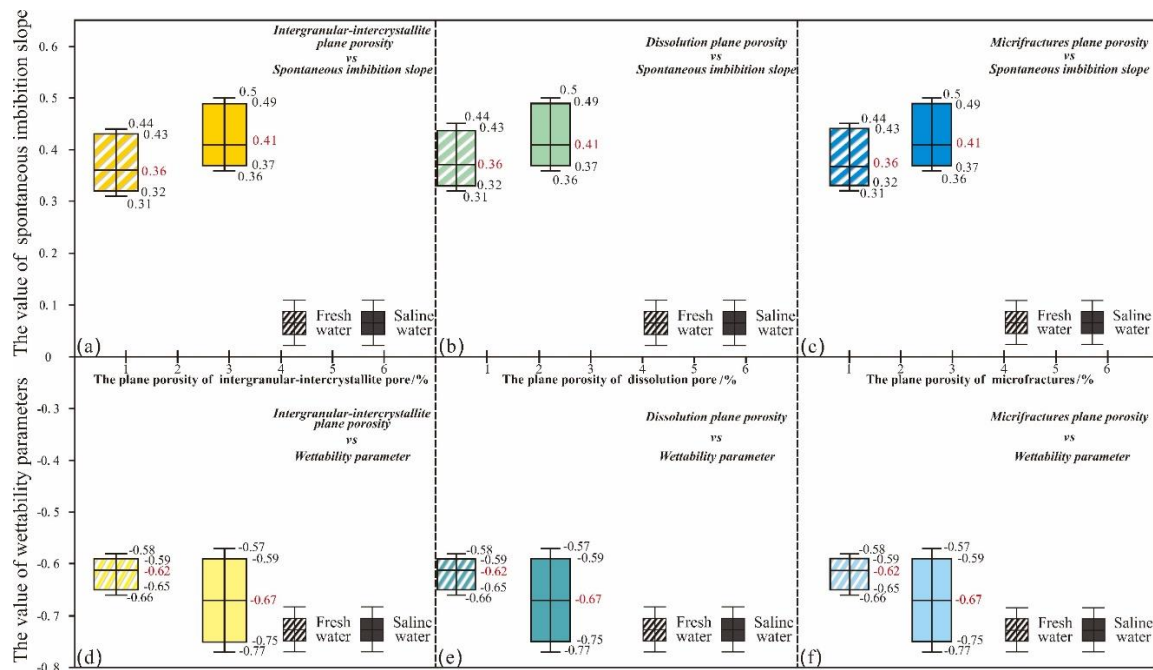 The value of spontaneous imbibition slope
0.6
0.5
0.4
0.3
0.2
0.1
0
Intergranular-intercrystallite
plane porosity
vs
Spontaneous imbibition slope
0.44
0.43
0.36
0.32
0.31
0.5
0.49
0.41
0.37
0.36
Fresh
water
Saline
water
(a)
1 2 3 4 5 6
The plane porosity of intergranular-intercrystallite pore/%
Dissolution plane porosity
vs
Spontaneous imbibition slope
0.44
0.43
0.36
0.32
0.31
0.5
0.49
0.41
0.37
0.36
Fresh
water
Saline
water
(b)
1 2 3 4 5 6
The plane porosity of dissolution pore/%
Micrifractures plane porosity
vs
Spontaneous imbibition slope
0.44
0.43
0.36
0.32
0.31
0.5
0.49
0.41
0.37
0.36
Fresh
water
Saline
water
(c)
1 2 3 4 5 6
The plane porosity of microfractures/%
The value of wettability parameters
-0.3
-0.4
-0.5
-0.6
-0.7
-0.8
Intergranular-intercrystallite
plane porosity
vs
Wettability parameter
-0.58
-0.59
-0.62
-0.65
-0.66
-0.57
-0.59
-0.67
-0.75
-0.77
Fresh
water
Saline
water
(d)
Dissolution plane porosity
vs
Wettability parameter
-0.58
-0.59
-0.62
-0.65
-0.66
-0.57
-0.59
-0.67
-0.75
-0.77
Fresh
water
Saline
water
(e)
Micrifractures plane porosity
vs
Wettability parameter
-0.58
-0.59
-0.62
-0.65
-0.66
-0.57
-0.59
-0.67
-0.75
-0.77
Fresh
water
Saline
water
(f)